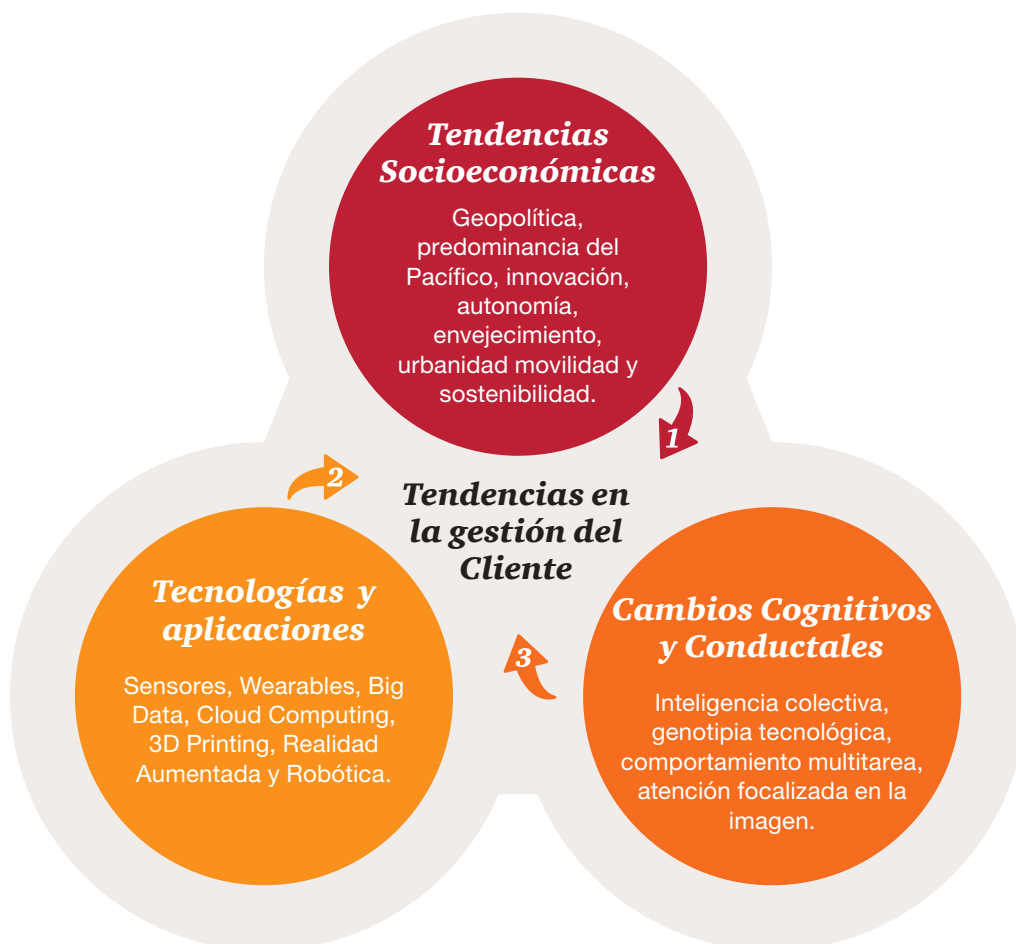 Tendencias
Socioeconómicas
Geopolítica,
predominancia del
Pacífico, innovación,
autonomía,
envejecimiento,
urbanidad movilidad y
sostenibilidad.
1
2
Tendencias en
la gestión del
Cliente
Tecnologías y
aplicaciones
Sensores, Wearables, Big
Data, Cloud Computing,
3D Printing, Realidad
Aumentada y Robótica.
3
Cambios Cognitivos
y Conductales
Inteligencia colectiva,
genotipia tecnológica,
comportamiento multitarea,
atención focalizada en la
imagen.